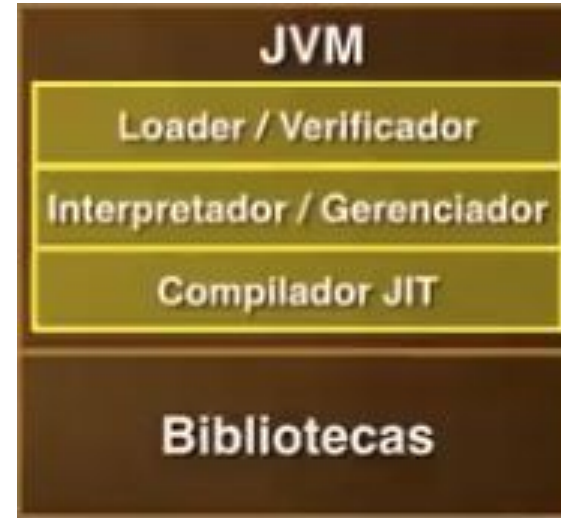 JVM
Loader / Verificador
Interpretador / Gerenciador
Compilador JIT
Bibliotecas